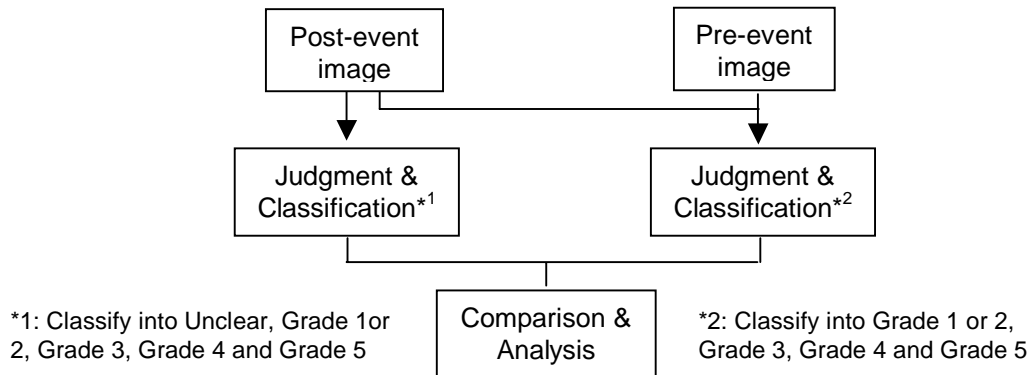 Post-event
image
Pre-event
image
Judgment &
Classification*1
Judgment &
Classification*2
Comparison &
Analysis
*1: Classify into Unclear, Grade 1or
2, Grade 3, Grade 4 and Grade 5
*2: Classify into Grade 1 or 2,
Grade 3, Grade 4 and Grade 5